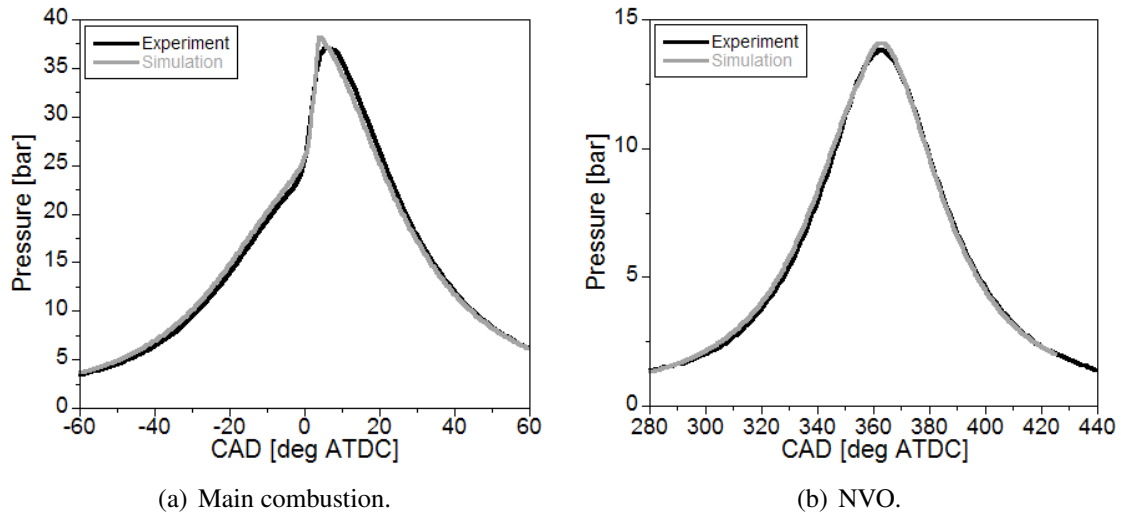 40
35
30
25
20
15
10
5
0
Pressure [bar]
Experiment
Simulation
-60 -40 -20 0 20 40 60
CAD [deg ATDC]
(a) Main combustion.
15
10
5
0
Pressure [bar]
Experiment
Simulation
280 300 320 340 360 380 400 420 440
CAD [deg ATDC]
(b) NVO.